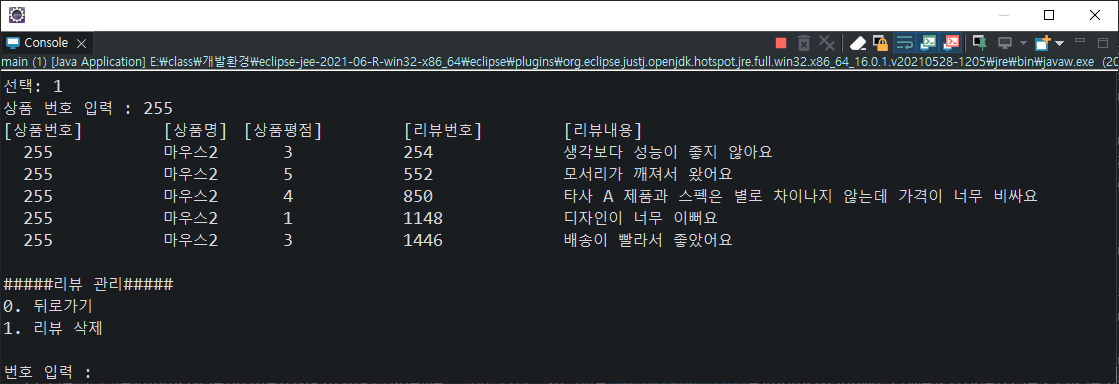 Console
main (1) [Java Application] E:￦class￦개발환경￦eclipse-jee-2021-06-R-win32-x86_64￦eclipse￦plugins￦org.eclipse.justj.openjdk.hotspot.jre.full.win32.x86_64_16.0.1.v20210528-1205￦jre￦bin￦javaw.exe (20
선택: 1
상품 번호 입력 : 255
[상품번호] [상품명] [상품평점] [리뷰번호] [리뷰내용]
255 마우스2 3 254 생각보다 성능이 좋지 않아요
255 마우스2 5 552 모서리가 깨져서 왔어요
255 마우스2 4 850 타사 A 제품과 스펙은 별로 차이나지 않는데 가격이 너무 비싸요
255 마우스2 1 1148 디자인이 너무 이뻐요
255 마우스2 3 1446 배송이 빨라서 좋았어요
#####리뷰 관리#####
0. 뒤로가기
1. 리뷰 삭제
번호 입력 :